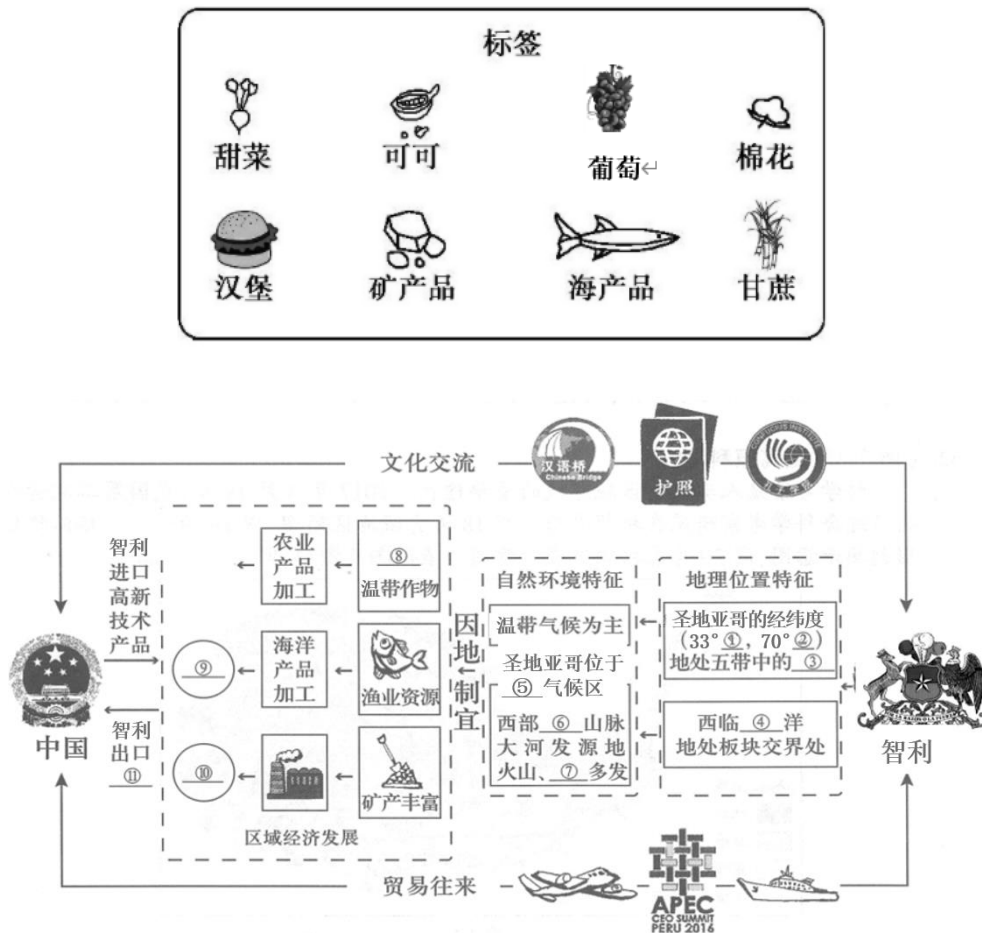 标签
甜菜
可可
葡萄↵
棉花
汉堡
矿产品
海产品
甘蔗
文化交流
汉语桥
Chinese Bridge
护照
CONFUCIUS INSTITUTE
孔子学院
智利
进口
高新
技术
产品
农业
产品
加工
⑧
温带作物
自然环境特征
地理位置特征
温带气候为主
圣地亚哥的经纬度
(33°①,70°②)
地处五带中的③
因地制宜
⑨
海洋
产品
加工
渔业资源
圣地亚哥位于
⑤气候区
西部⑥山脉
大河发源地
火山、⑦多发
西临④洋
地处板块交界处
中国
智利
智利
出口
⑪
⑩
矿产丰富
区域经济发展
贸易往来
APEC
CEO SUMMIT
PERU 2016